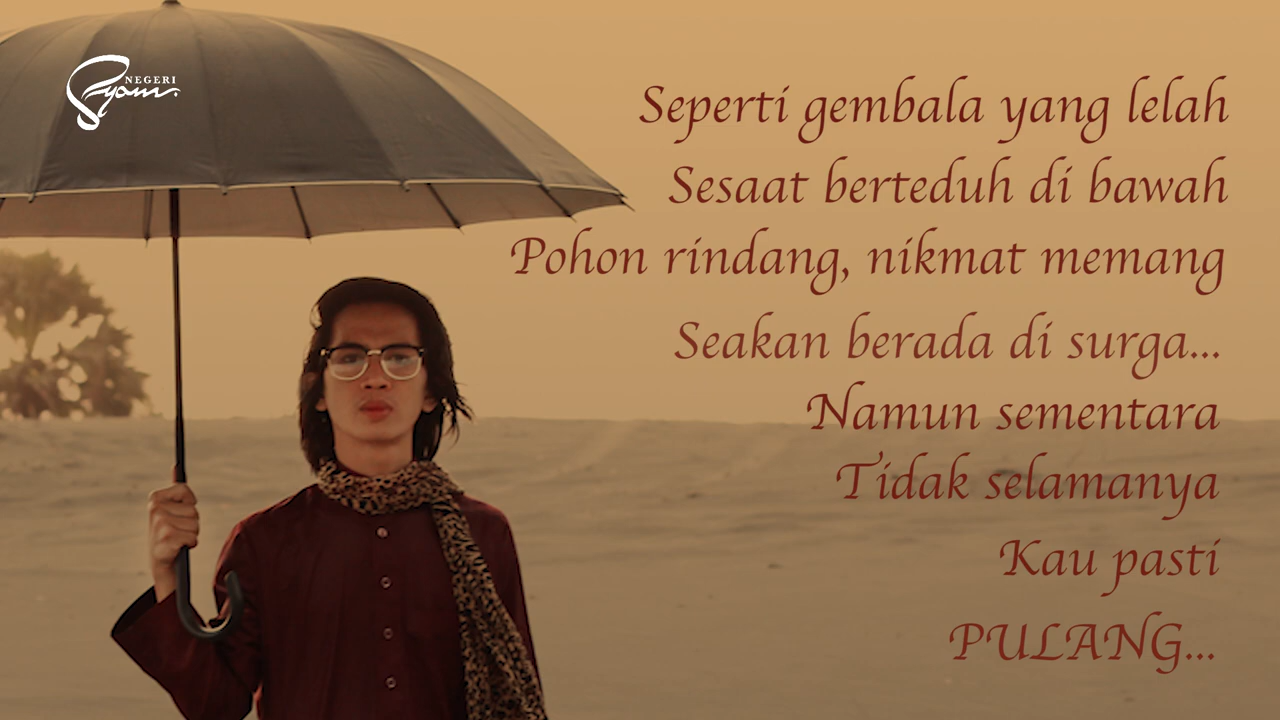 NEGERI
Syam
Seperti gembala yang lelah
Sesaat berteduh di bawah
Pohon rindang, nikmat memang
Seakan berada di surga...
Namun sementara
Tidak selamanya
Kau pasti
PULANG...